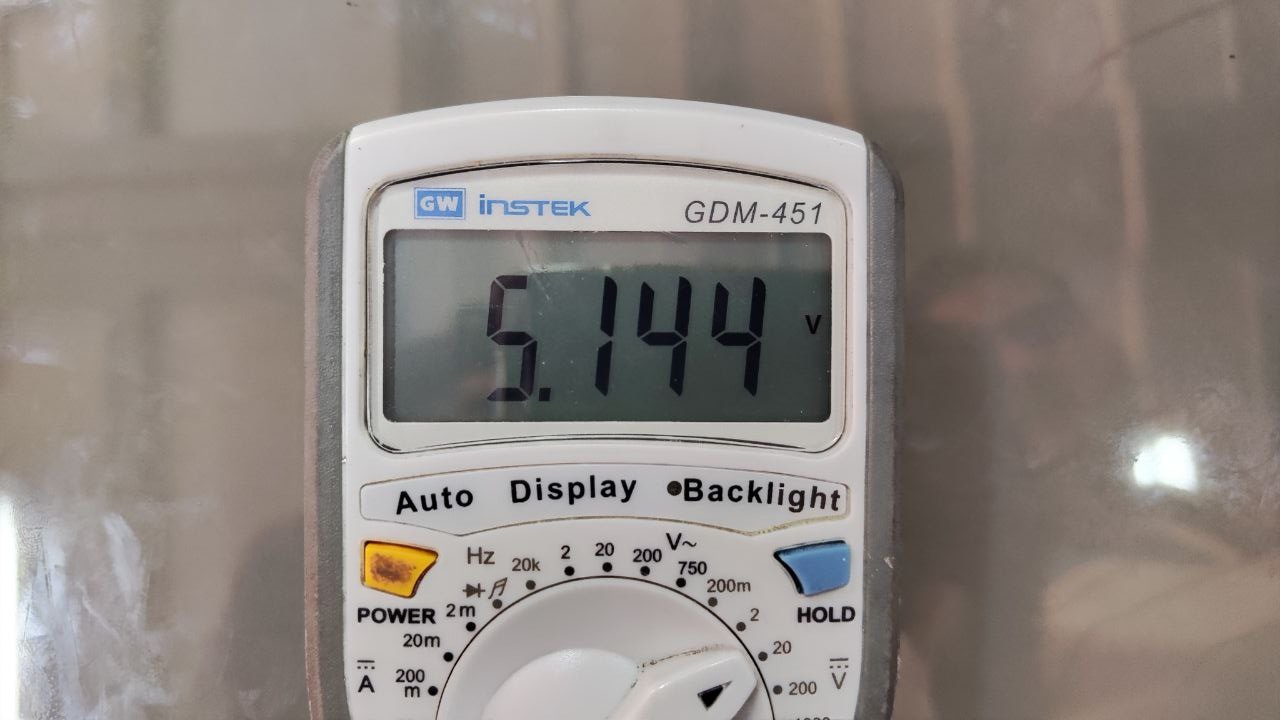 GW INSTEK GDM-451
5.144 V
Auto Display Backlight
Hz 20k 2 20 200 V~ 750
200m
2m 2
POWER HOLD
20m 20
A 200m V 200